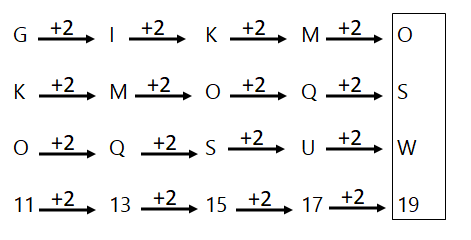 G +2 I +2 K +2 M +2 O
K +2 M +2 O +2 Q +2 S
O +2 Q +2 S +2 U +2 W
11 +2 13 +2 15 +2 17 +2 19